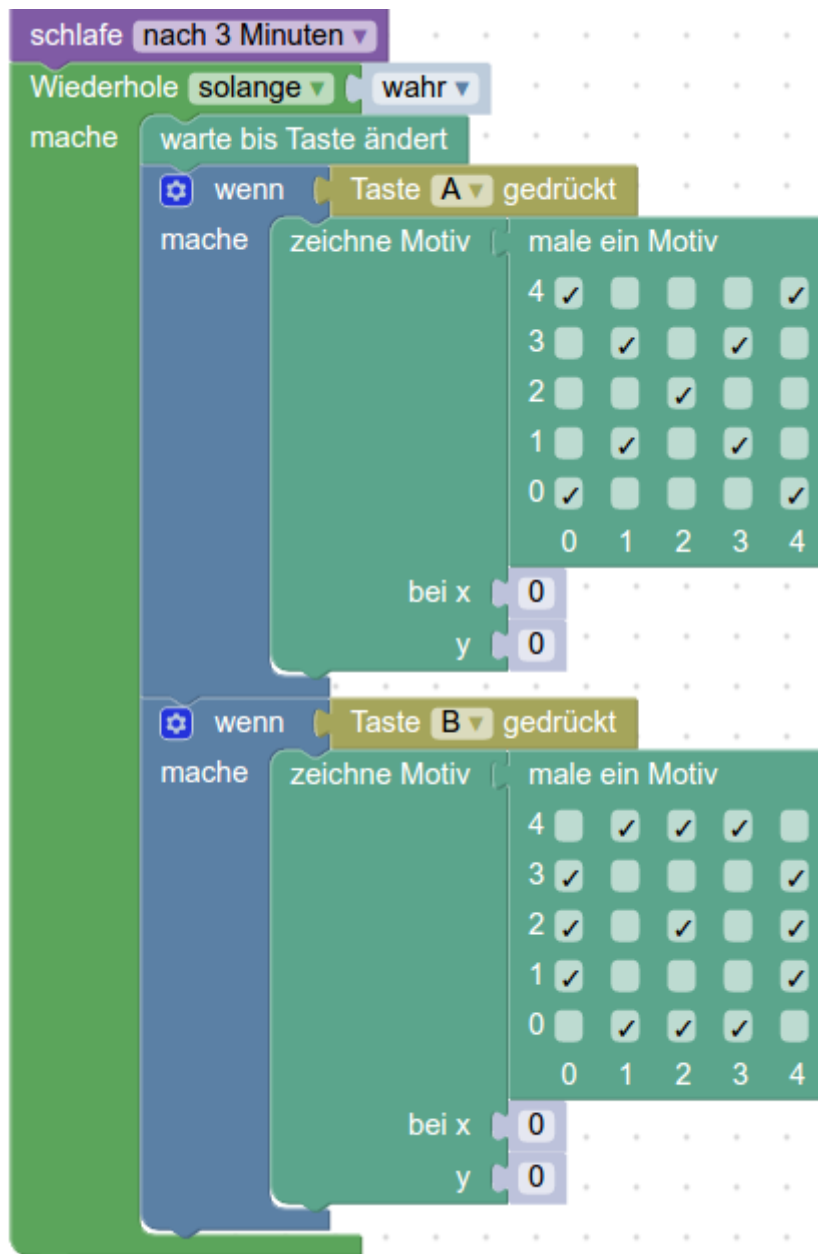 schlafe nach 3 Minuten
Wiederhole solange wahr
mache warte bis Taste ändert
wenn Taste A gedrückt
mache zeichne Motiv male ein Motiv
4
3
2
1
0
0 1 2 3 4
bei x 0
y 0
wenn Taste B gedrückt
mache zeichne Motiv male ein Motiv
4
3
2
1
0
0 1 2 3 4
bei x 0
y 0